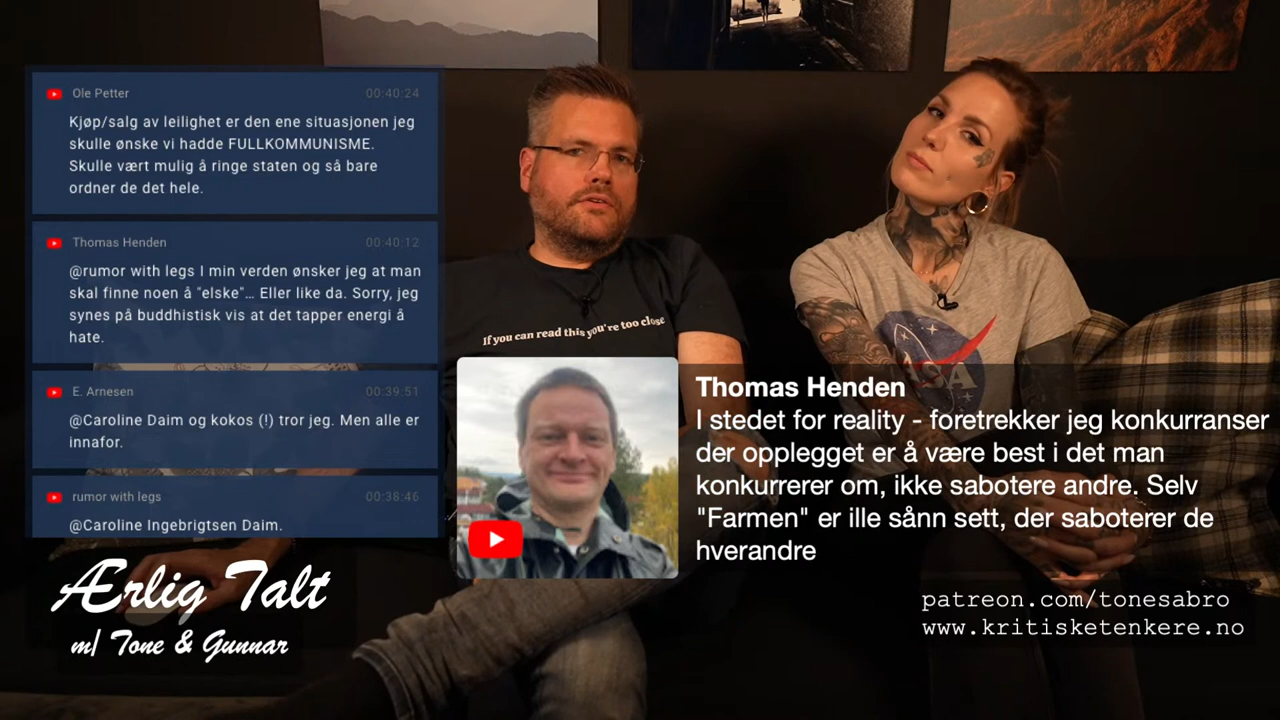 Ole Petter 00:40:24
Kjøp/salg av leilighet er den ene situasjonen jeg
skulle ønske vi hadde FULLKOMMUNISME.
Skulle vært mulig å ringe staten og så bare
ordner de det hele.
Thomas Henden 00:40:12
@rumor with legs I min verden ønsker jeg at man
skal finne noen å "elske"… Eller like da. Sorry, jeg
synes på buddhistisk vis at det tapper energi å
hate.
E. Arnesen 00:39:51
@Caroline Daim og kokos (!) tror jeg. Men alle er
innafor.
rumor with legs 00:38:46
@Caroline Ingebrigtsen Daim.
If you can read this you're too close
NASA
Thomas Henden
I stedet for reality - foretrekker jeg konkurranser
der opplegget er å være best i det man
konkurrerer om, ikke sabotere andre. Selv
"Farmen" er ille sånn sett, der saboterer de
hverandre
Ærlig Talt
m/ Tone & Gunnar
patreon.com/tonesabro
www.kritisketenkere.no